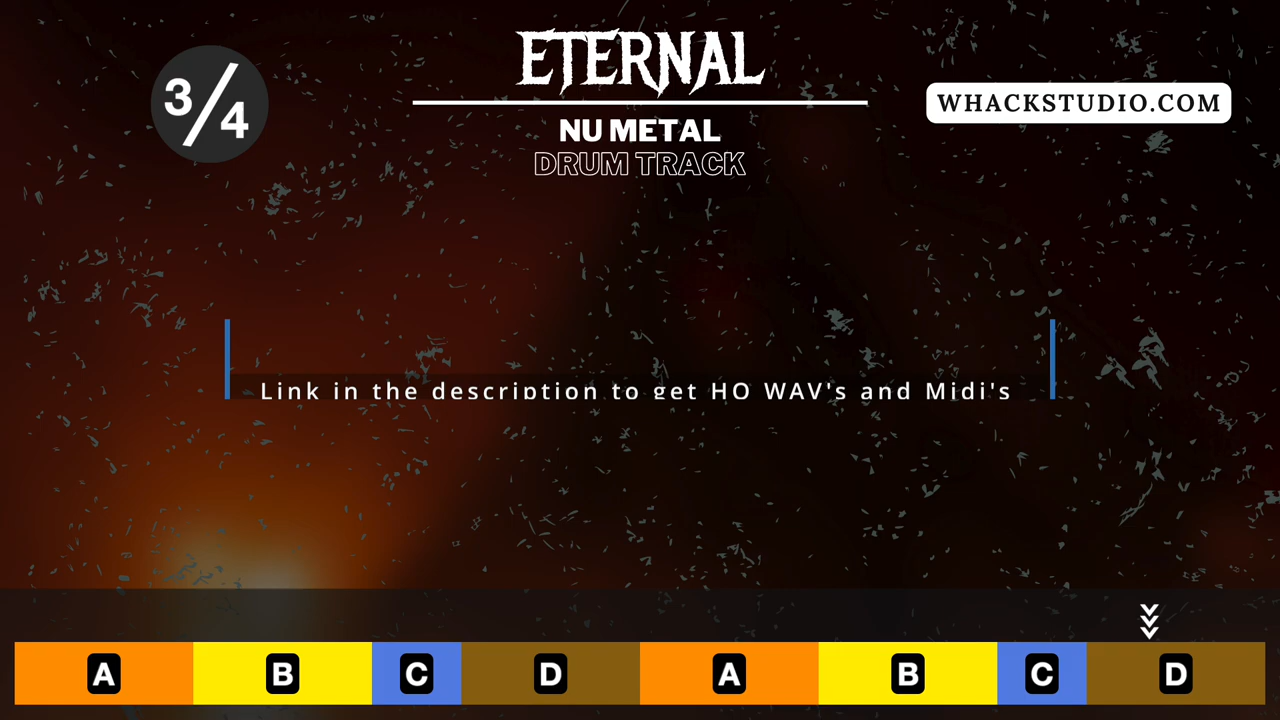 3/4
ETERNAL
NU METAL
DRUM TRACK
WHACKSTUDIO.COM
Link in the description to get HQ WAV's and Midi's
A B C D A B C D